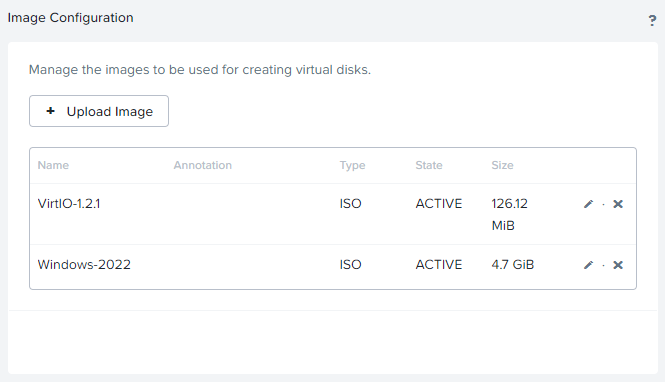 Image Configuration
?
Manage the images to be used for creating virtual disks.
+ Upload Image
Name Annotation Type State Size
VirtIO-1.2.1 ISO ACTIVE 126.12
MiB
Windows-2022 ISO ACTIVE 4.7 GiB